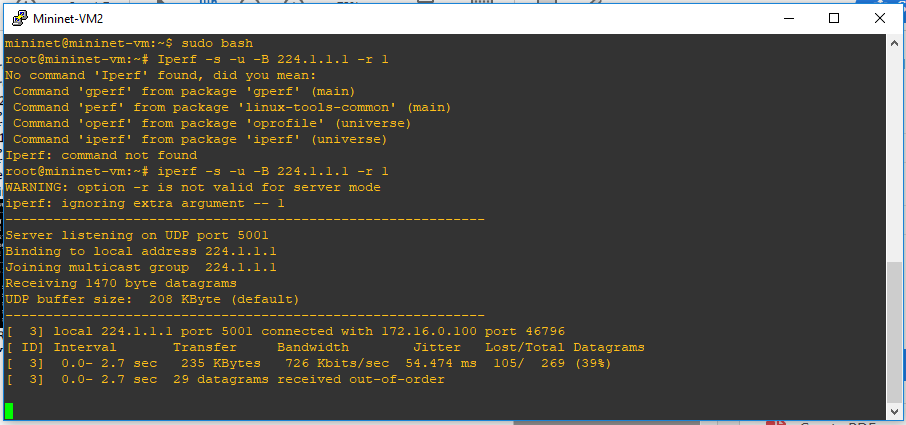 Mininet-VM2
mininet@mininet-vm:~$ sudo bash
root@mininet-vm:~# Iperf -s -u -B 224.1.1.1 -r 1
No command 'Iperf' found, did you mean:
 Command 'gperf' from package 'gperf' (main)
 Command 'perf' from package 'linux-tools-common' (main)
 Command 'operf' from package 'oprofile' (universe)
 Command 'iperf' from package 'iperf' (universe)
Iperf: command not found
root@mininet-vm:~# iperf -s -u -B 224.1.1.1 -r 1
WARNING: option -r is not valid for server mode
iperf: ignoring extra argument -- 1
------------------------------------------------------------
Server listening on UDP port 5001
Binding to local address 224.1.1.1
Joining multicast group  224.1.1.1
Receiving 1470 byte datagrams
UDP buffer size:  208 KByte (default)
------------------------------------------------------------
[  3] local 224.1.1.1 port 5001 connected with 172.16.0.100 port 46796
[ ID] Interval       Transfer     Bandwidth        Jitter   Lost/Total Datagrams
[  3]  0.0- 2.7 sec   235 KBytes   726 Kbits/sec  54.474 ms  105/  269 (39%)
[  3]  0.0- 2.7 sec  29 datagrams received out-of-order